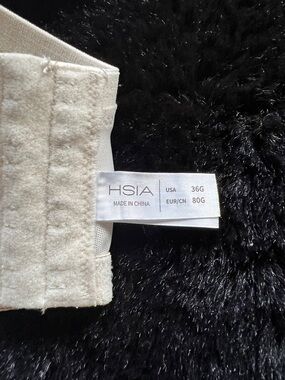 HSIA
MADE IN CHINA
USA 36G
EUR/CN 80G